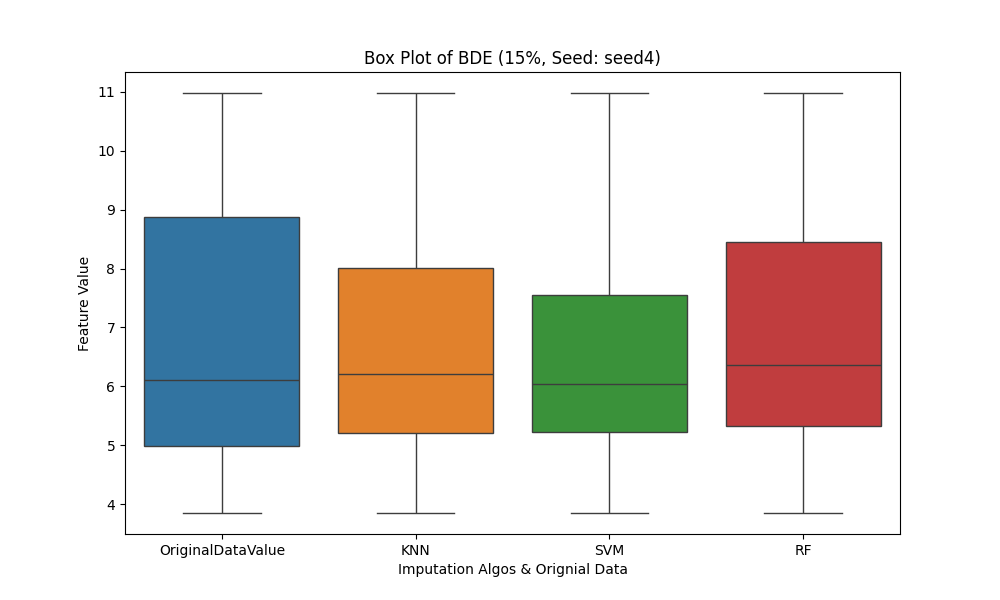 Box Plot of BDE (15%, Seed: seed4)
Feature Value
11
10
9
8
7
6
5
4
OriginalDataValue KNN SVM RF
Imputation Algos & Orignial Data